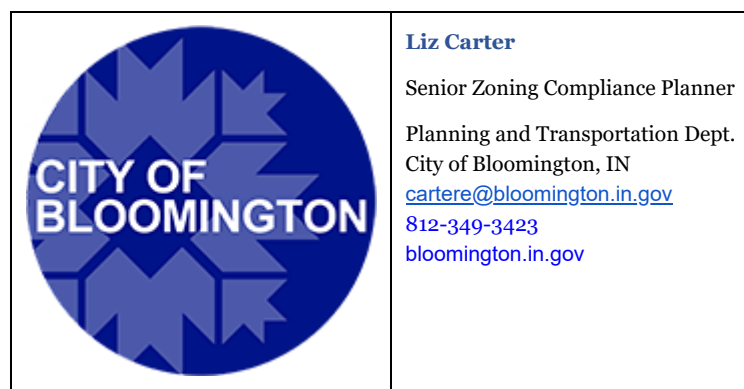 CITY OF
BLOOMINGTON
Liz Carter
Senior Zoning Compliance Planner
Planning and Transportation Dept.
City of Bloomington, IN
cartere@bloomington.in.gov
812-349-3423
bloomington.in.gov